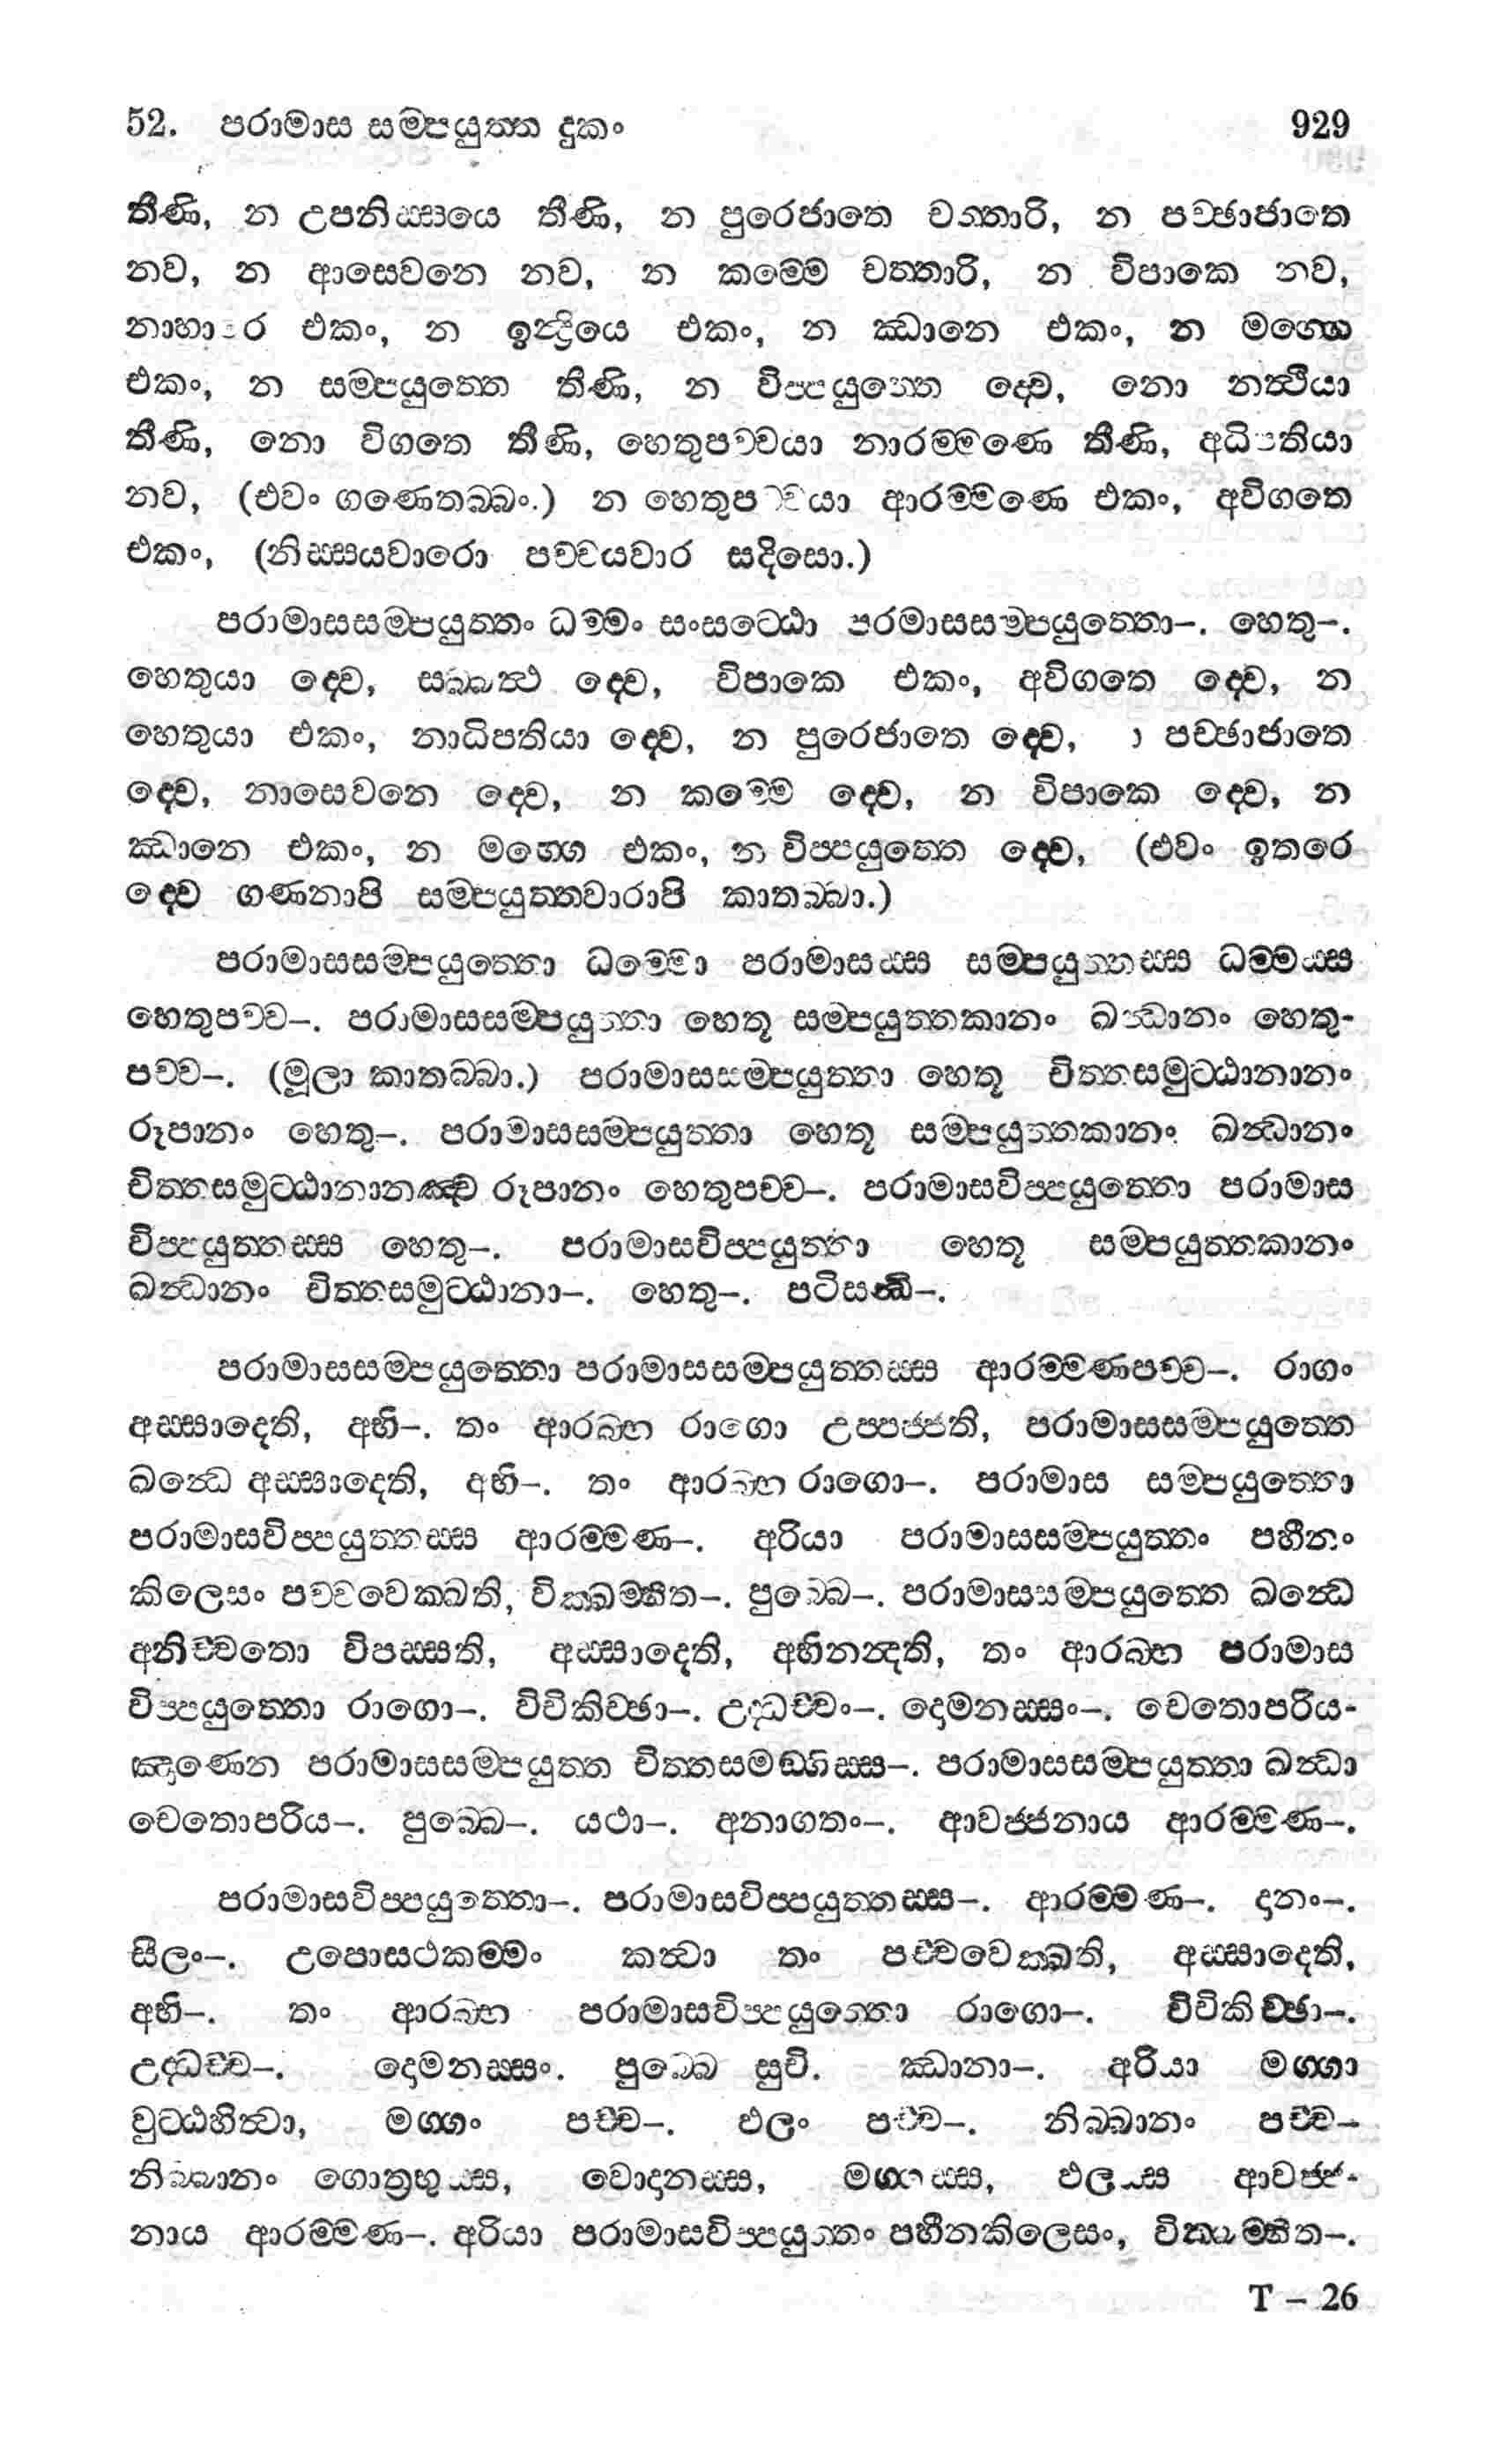 52. පරාමාස සම්පයුත්ත දුකං 929
තීණි, න උපනිස්සයෙ තීණි, න පුරෙජාතෙ චත්තාරි, න පච්ඡාජාතෙ
නව, න ආසෙවනෙ නව, න කම්මෙ චත්තාරි, න විපාකෙ නව,
එකං, න ඉන්ද්‍රියෙ එකං, න ඣානෙ එකං, න මග්ගෙ
එකං, න සම්පයුත්තෙ තිණි, න විප්පයුත්තෙ ද්වෙ, නො නත්ථියා
තීණි, නො විගතෙ තීණි, හෙතුපච්චයා නාරම්මණෙ තීණි, අධිපතියා
නව, (එවං ගණෙතබ්බං.) න හෙතුපච්චයා ආරම්මණෙ එකං, අවිගතෙ
එකං, (නිස්සයවාරො පච්චයවාර සදිසො.)
පරාමාසසම්පයුත්තං ධම්මං සංසට්ඨො පරමාසසම්පයුත්තො–. හෙතු–.
හෙතුයා ද්වෙ, සබ්බත්ථ ද්වෙ, විපාකෙ එකං, අවිගතෙ ද්වෙ, න
හෙතුයා එකං, නාධිපතියා ද්වෙ, න පුරෙජාතෙ ද්වෙ, පච්ඡාජාතෙ
ද්වෙ, නාසෙවනෙ ද්වෙ, න කම්මෙ ද්වෙ, න විපාකෙ ද්වෙ, න
ඣානෙ එකං, න මග්ගෙ එකං, න විප්පයුත්තෙ ද්වෙ, (එවං ඉතරෙ
ද්වෙ ගණනාපි සම්පයුත්තවාරාපි කාතබ්බා.)
පරාමාසසම්පයුත්තො ධම්මො පරාමාසස්ස සම්පයුත්තස්ස ධම්මස්ස
හෙතුපච්ච–. පරාමාසසම්පයුත්තා හෙතූ සම්පයුත්තකානං ඛන්ධානං හෙතු-
පච්ච–. (මූලා කාතබ්බා.) පරාමාසසම්පයුත්තා හෙතූ චිත්තසමුට්ඨානානං
රූපානං හෙතු–. පරාමාසසම්පයුත්තා හෙතූ සම්පයුත්තකානං ඛන්ධානං
චිත්තසමුට්ඨානානඤ්ච රූපානං හෙතුපච්ච–. පරාමාසවිප්පයුත්තො පරාමාස
විප්පයුත්තස්ස හෙතු–. පරාමාසවිප්පයුත්තා හෙතූ සම්පයුත්තකානං
ඛන්ධානං චිත්තසමුට්ඨානා–. හෙතු–. පටිසන්ධි–.
පරාමාසසම්පයුත්තො පරාමාසසම්පයුත්තස්ස ආරම්මණපච්ච–. රාගං
අස්සාදෙති, අභි–. තං ආරබ්භ රාගො උප්පජ්ජති, පරාමාසසම්පයුත්තෙ
ඛන්ධෙ අස්සාදෙති, අභි–. තං ආරබ්භ රාගො–. පරාමාස සම්පයුත්තො
පරාමාසවිප්පයුත්තස්ස ආරම්මණ–. අරියා පරාමාසසම්පයුත්තං පහීනං
කිලෙසං පච්චවෙක්ඛති, වික්ඛම්භිත–. පුබ්බෙ–. පරාමාසසම්පයුත්තෙ ඛන්ධෙ
අනිච්චතො විපස්සති, අස්සාදෙති, අභිනන්දති, තං ආරබ්භ පරාමාස
විප්පයුත්තො රාගො–. විචිකිච්ඡා–. උද්ධච්චං–. දොමනස්සං–. චෙතොපරිය-
ඤාණෙන පරාමාසසම්පයුත්ත චිත්තසමඞ්ගිස්ස–. පරාමාසසම්පයුත්තා ඛන්ධා
චෙතොපරිය–. පුබ්බෙ–. යථා–. අනාගතං–. ආවජ්ජනාය ආරම්මණ–.
පරාමාසවිප්පයුත්තො–. පරාමාසවිප්පයුත්තස්ස–. ආරම්මණ–. දානං–.
සීලං–. උපොසථකම්මං කත්වා තං පච්චවෙක්ඛති, අස්සාදෙති,
අභි–. තං ආරබ්භ පරාමාසවිප්පයුත්තො රාගො–. විචිකිච්ඡා–.
උද්ධච්ච–. දොමනස්සං. පුබ්බෙ සුචි. ඣානා–. අරියා මග්ගා
වුට්ඨහිත්වා, මග්ගං පච්ච–. ඵලං පච්ච–. නිබ්බානං පච්ච–
නිබ්බානං ගොත්‍රභුස්ස, වොදානස්ස, මග්ගස්ස, ඵලස්ස ආවජ්ජ-
නාය ආරම්මණ–. අරියා පරාමාසවිප්පයුත්තං පහීනකිලෙසං, වික්ඛම්භිත–.
T – 26